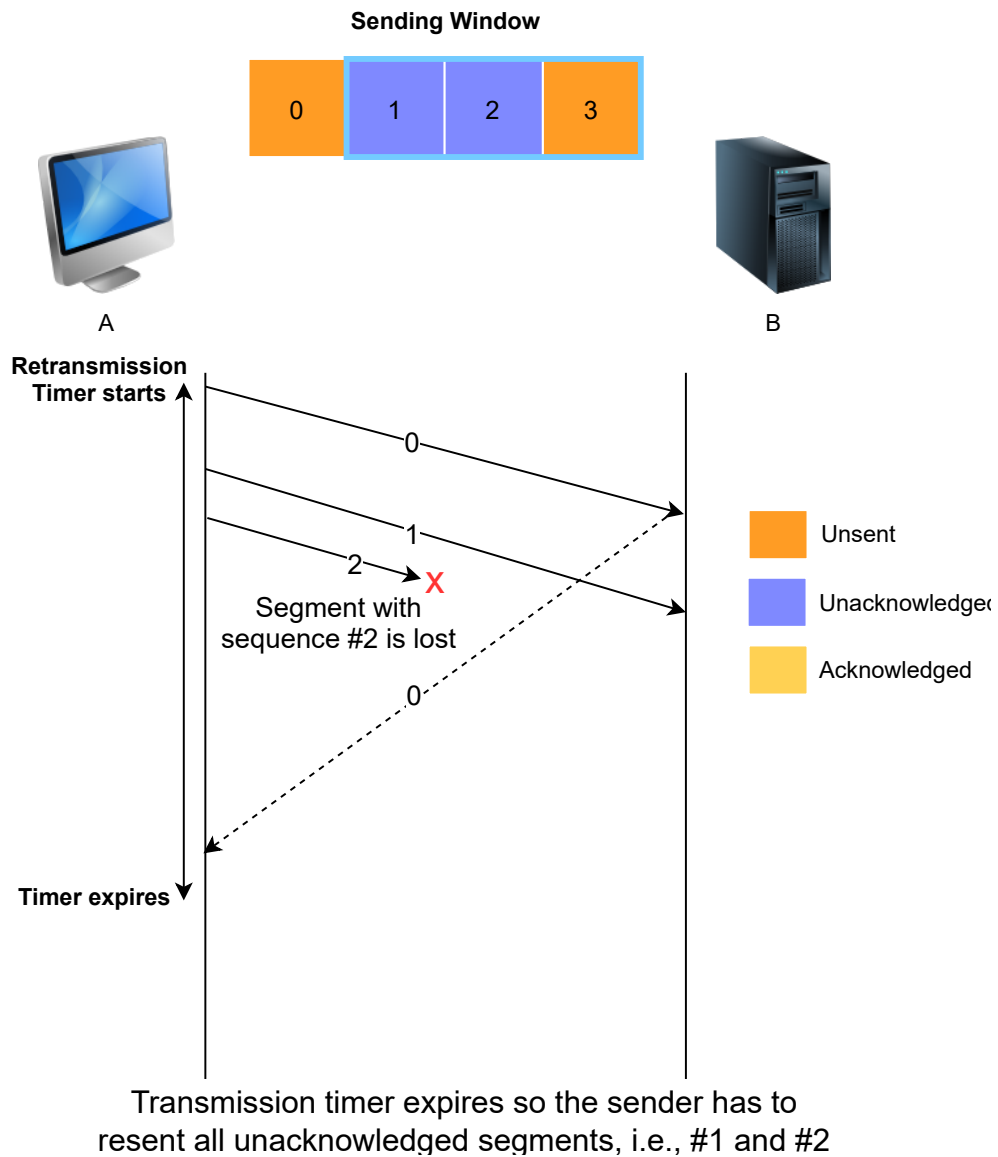 Sending Window
0 1 2 3
A
B
Retransmission
Timer starts
0
1
2
X
Segment with
sequence #2 is lost
0
Timer expires
Unsent
Unacknowledged
Acknowledged
Transmission timer expires so the sender has to
resent all unacknowledged segments, i.e., #1 and #2